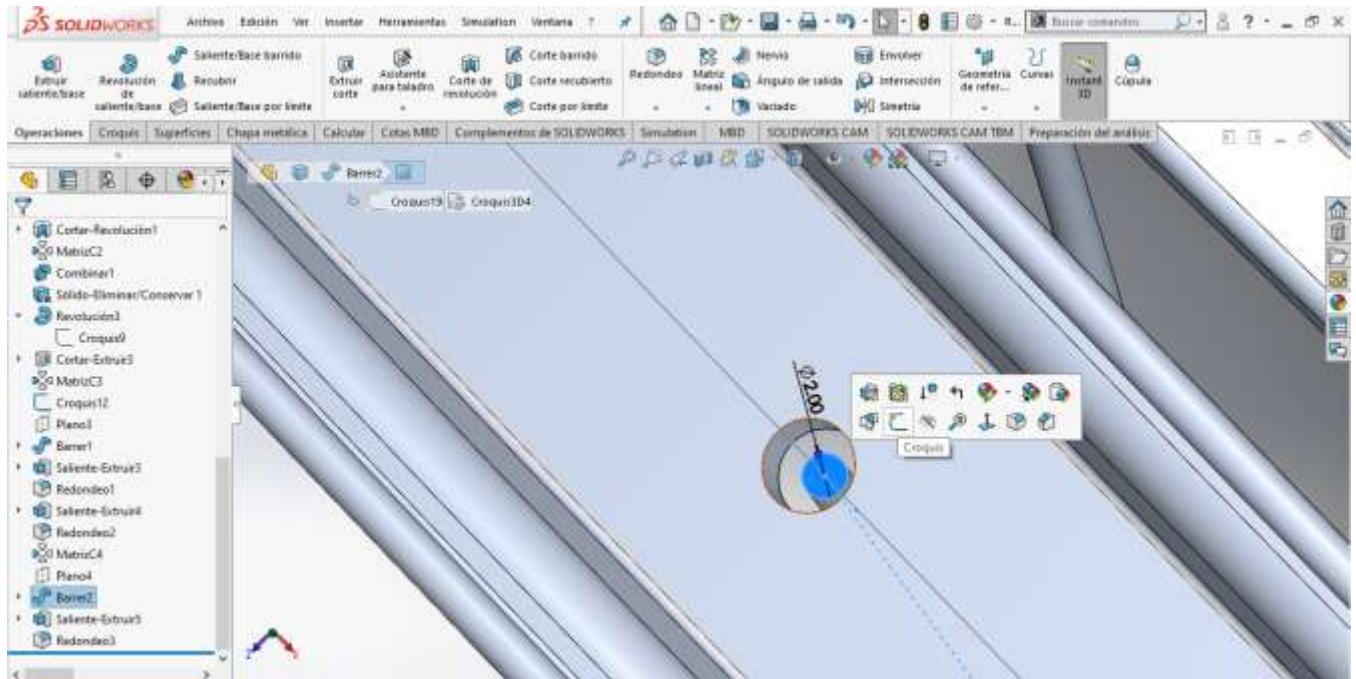 SOLIDWORKS
Archivo Edición Ver Insertar Herramientas Simulation Ventana ?
Buscar comandos
Extruir saliente/base
Revolución de saliente/base
Saliente/Base barrido
Recubrir
Saliente/Base por límite
Extruir corte
Asistente para taladro
Corte de revolución
Corte barrido
Corte recubierto
Corte por límite
Redondeo
Matriz lineal
Nervio
Ángulo de salida
Vaciado
Envolver
Intersección
Simetría
Geometría de refer...
Curvas
Instant 3D
Cúpula
Operaciones Croquis Superficies Chapa metálica Calcular Cotas MBD Complementos de SOLIDWORKS Simulation MBD SOLIDWORKS CAM SOLIDWORKS CAM TBM Preparación del análisis
Barrer2
Croquis19 Croquis3D4
Cortar-Revolución1
MatrizC2
Combinar1
Sólido-Eliminar/Conservar 1
Revolución3
Croquis9
Cortar-Extruir3
MatrizC3
Croquis12
Plano3
Barrer1
Saliente-Extruir3
Redondeo1
Saliente-Extruir4
Redondeo2
MatrizC4
Plano4
Barrer2
Saliente-Extruir5
Redondeo3
Ø2.00
Croquis